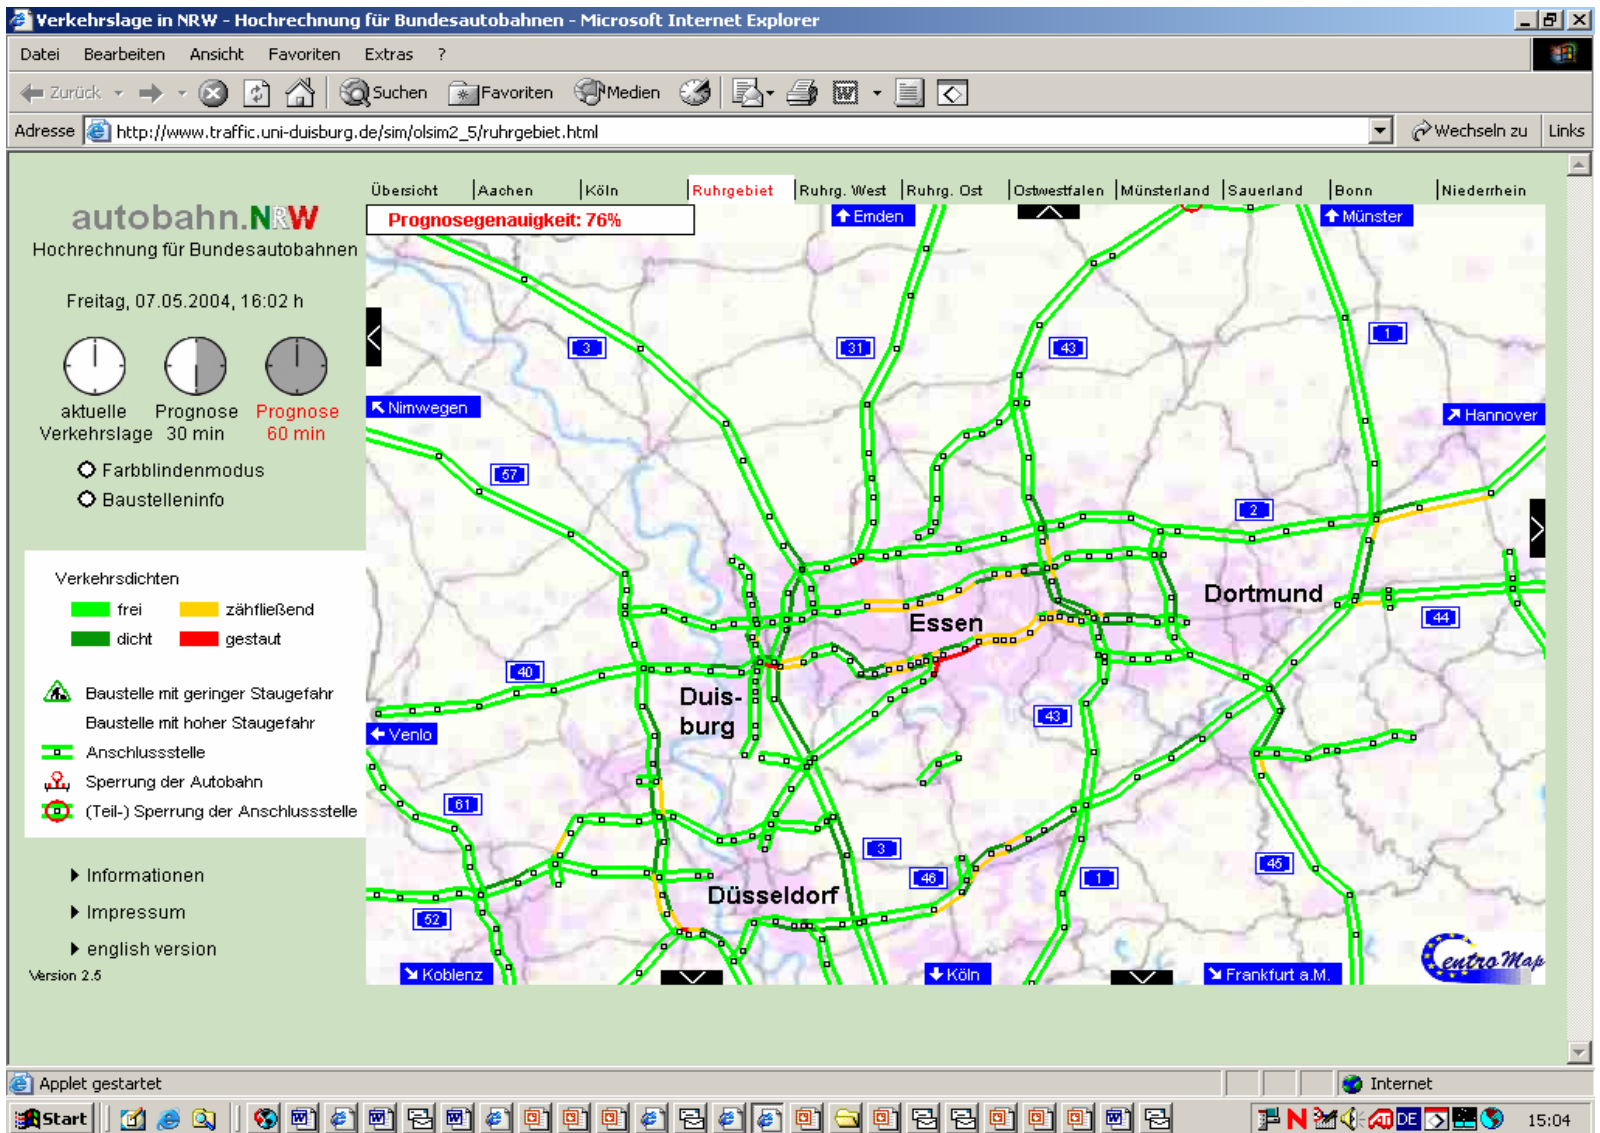 Verkehrslage in NRW - Hochrechnung für Bundesautobahnen - Microsoft Internet Explorer
Datei Bearbeiten Ansicht Favoriten Extras ?
Zurück Suchen Favoriten Medien
Adresse http://www.traffic.uni-duisburg.de/sim/olsim2_5/ruhrgebiet.html Wechseln zu Links
Übersicht Aachen Köln Ruhrgebiet Ruhrg. West Ruhrg. Ost Ostwestfalen Münsterland Sauerland Bonn Niederrhein
autobahn.NRW
Hochrechnung für Bundesautobahnen
Freitag, 07.05.2004, 16:02 h
aktuelle Verkehrslage
Prognose 30 min
Prognose 60 min
Farbblindenmodus
Baustelleninfo
Verkehrsdichten
frei zähfließend
dicht gestaut
Baustelle mit geringer Staugefahr
Baustelle mit hoher Staugefahr
Anschlussstelle
Sperrung der Autobahn
(Teil-) Sperrung der Anschlussstelle
Informationen
Impressum
english version
Version 2.5
Prognosegenauigkeit: 76%
Emden
Münster
3
31
43
1
Nimwegen
Hannover
57
2
Dortmund
Essen
44
40
Duis-
burg
43
Venlo
61
3
46
1
45
Düsseldorf
52
Koblenz
Köln
Frankfurt a.M.
Centro Map
Applet gestartet
Internet
Start
DE
15:04